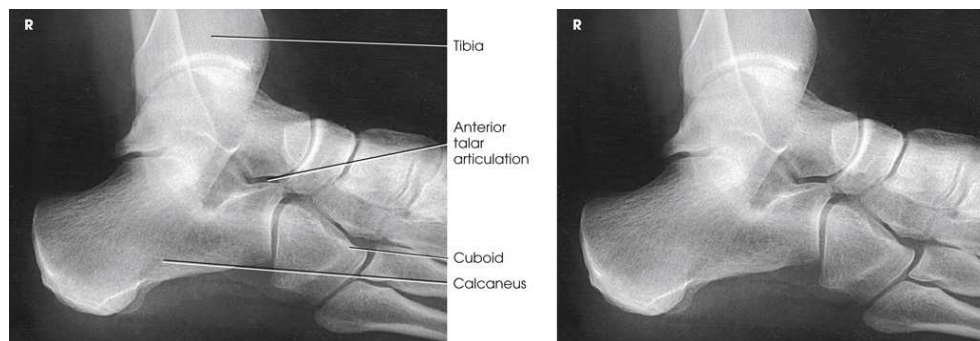 R
Tibia
Anterior
talar
articulation
Cuboid
Calcaneus
R